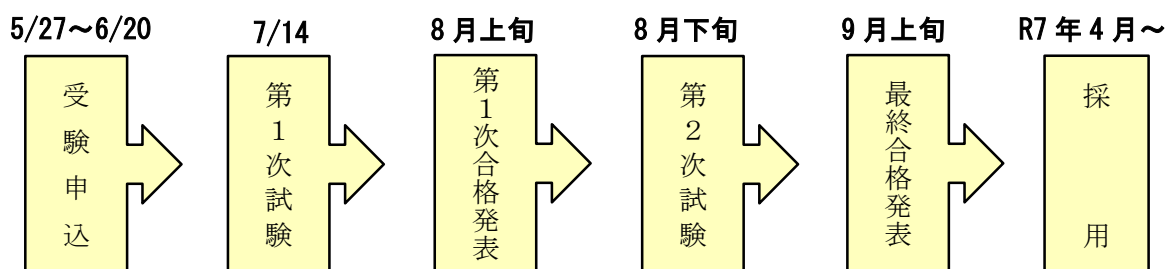 5/27～6/20
受験申込
7/14
第１次試験
8月上旬
第１次合格発表
8月下旬
第２次試験
9月上旬
最終合格発表
R7年4月～
採用